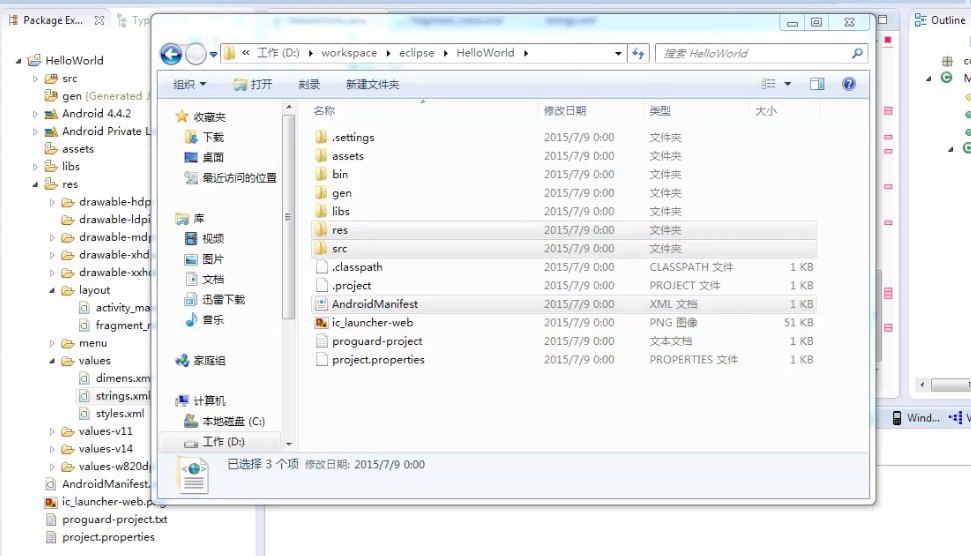 Package Ex...
Typ
HelloWorld
src
gen [Generated J
Android 4.4.2
Android Private L
assets
libs
res
drawable-hdp
drawable-ldpi
drawable-mdp
drawable-xhd
drawable-xxhd
layout
activity_ma
fragment_m
menu
values
dimens.xm
strings.xml
styles.xml
values-v11
values-v14
values-w820dp
AndroidManifest.
ic_launcher-web.png
proguard-project.txt
project.properties
« 工作 (D:) workspace eclipse HelloWorld
搜索 HelloWorld
组织 打开 刻录 新建文件夹
收藏夹
下载
桌面
最近访问的位置
库
视频
图片
文档
迅雷下载
音乐
家庭组
计算机
本地磁盘 (C:)
工作 (D:)
名称 修改日期 类型 大小
.settings 2015/7/9 0:00 文件夹
assets 2015/7/9 0:00 文件夹
bin 2015/7/9 0:00 文件夹
gen 2015/7/9 0:00 文件夹
libs 2015/7/9 0:00 文件夹
res 2015/7/9 0:00 文件夹
src 2015/7/9 0:00 文件夹
.classpath 2015/7/9 0:00 CLASSPATH 文件 1 KB
.project 2015/7/9 0:00 PROJECT 文件 1 KB
AndroidManifest 2015/7/9 0:00 XML 文档 1 KB
ic_launcher-web 2015/7/9 0:00 PNG 图像 51 KB
proguard-project 2015/7/9 0:00 文本文档 1 KB
project.properties 2015/7/9 0:00 PROPERTIES 文件 1 KB
已选择 3 个项 修改日期: 2015/7/9 0:00
Outline
co
M
Wind...